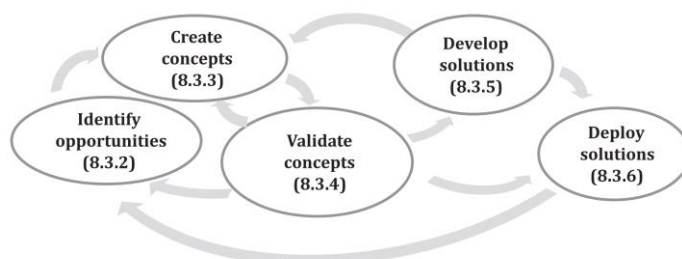 Create
concepts
(8.3.3)
Develop
solutions
(8.3.5)
Identify
opportunities
(8.3.2)
Validate
concepts
(8.3.4)
Deploy
solutions
(8.3.6)